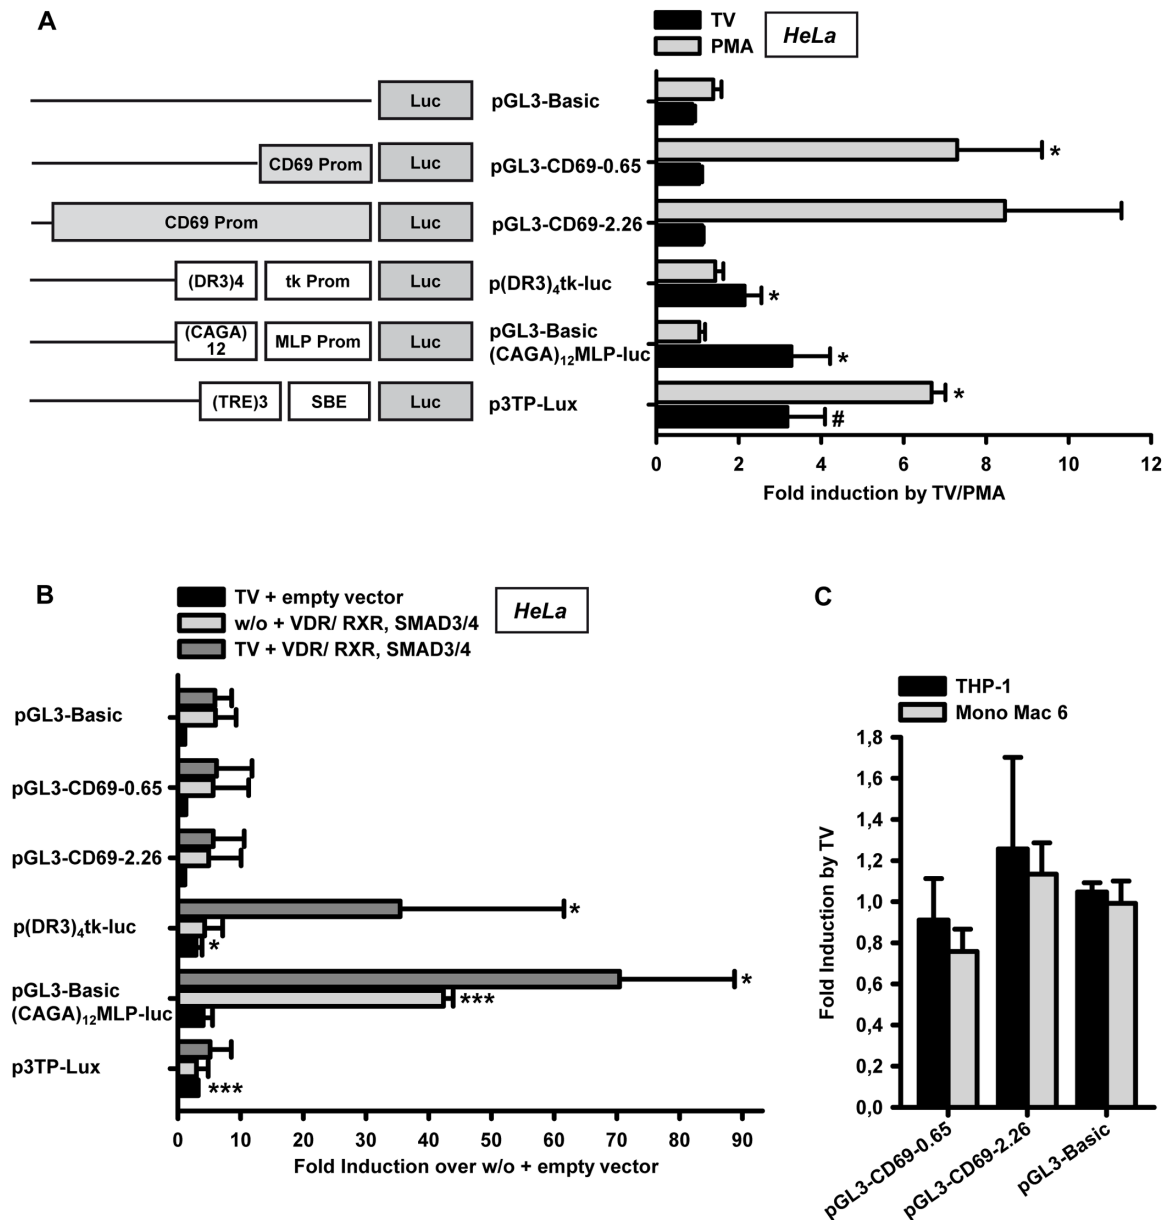 A
TV
PMA
HeLa
Luc
pGL3-Basic
CD69 Prom
Luc
pGL3-CD69-0.65
*
CD69 Prom
Luc
pGL3-CD69-2.26
(DR3)4
tk Prom
Luc
p(DR3)4tk-luc
*
(CAGA)
12
MLP Prom
Luc
pGL3-Basic
(CAGA)12MLP-luc
*
(TRE)3
SBE
Luc
p3TP-Lux
*
#
0 2 4 6 8 10 12
Fold induction by TV/PMA
B
TV + empty vector
w/o + VDR/ RXR, SMAD3/4
TV + VDR/ RXR, SMAD3/4
HeLa
pGL3-Basic
pGL3-CD69-0.65
pGL3-CD69-2.26
p(DR3)4tk-luc
*
*
pGL3-Basic
(CAGA)12MLP-luc
*
***
p3TP-Lux
***
0 10 20 30 40 50 60 70 80 90
Fold Induction over w/o + empty vector
C
THP-1
Mono Mac 6
1,8
1,6
1,4
1,2
1,0
0,8
0,6
0,4
0,2
0,0
Fold Induction by TV
pGL3-CD69-0.65
pGL3-CD69-2.26
pGL3-Basic